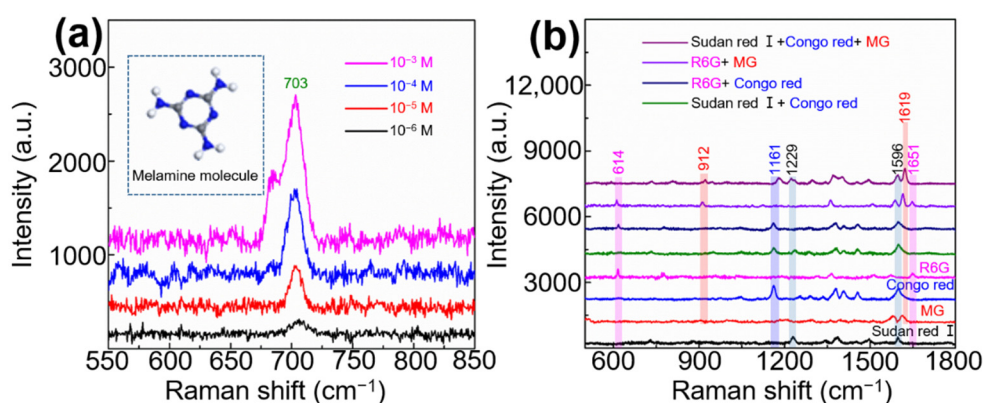 (a)
3000
2000
1000
Intensity (a.u.)
Melamine molecule
703
10⁻³ M
10⁻⁴ M
10⁻⁵ M
10⁻⁶ M
550 600 650 700 750 800 850
Raman shift (cm⁻¹)
(b)
12,000
9000
6000
3000
Intensity (a.u.)
Sudan red Ⅰ+Congo red+ MG
R6G+ MG
R6G+ Congo red
Sudan red Ⅰ+ Congo red
614
912
1161
1229
1596
1619
1651
R6G
Congo red
MG
Sudan red Ⅰ
600 900 1200 1500 1800
Raman shift (cm⁻¹)